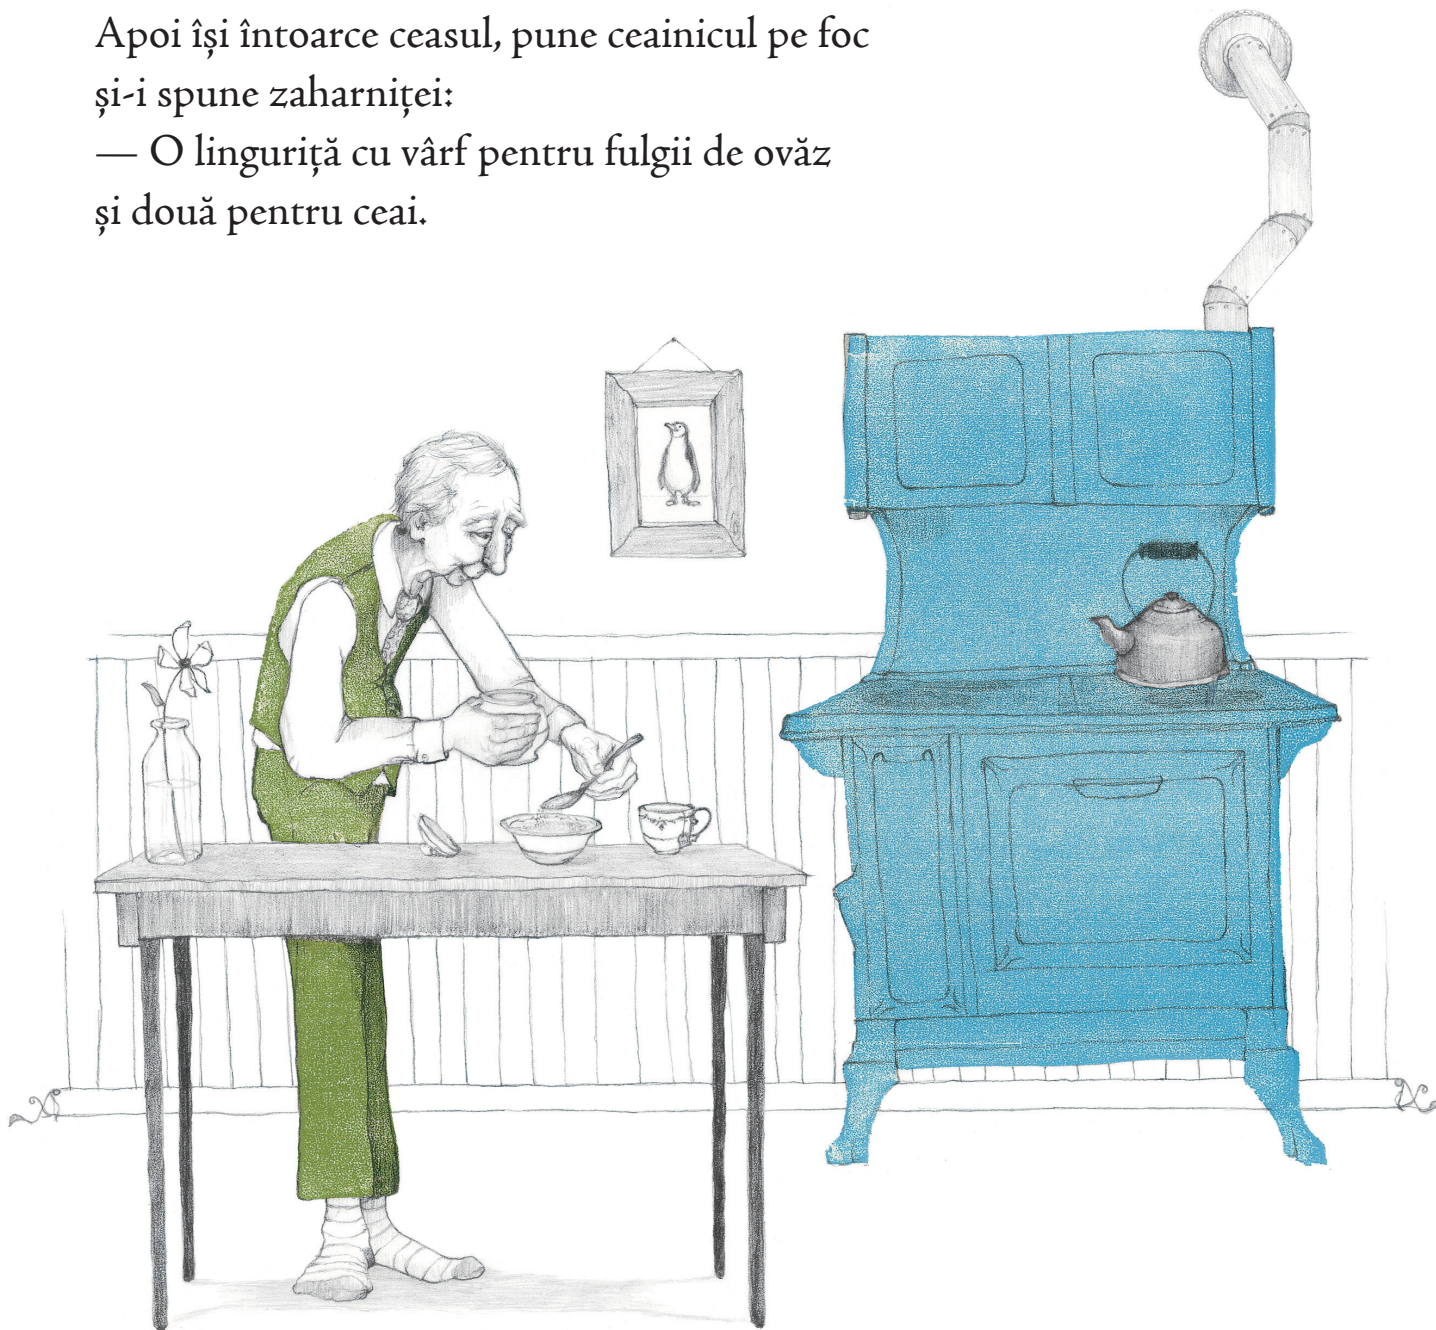 Apoi își întoarce ceasul, pune ceainicul pe foc
și-i spune zaharniței:
— O linguriță cu vârf pentru fulgii de ovăz
și două pentru ceai.